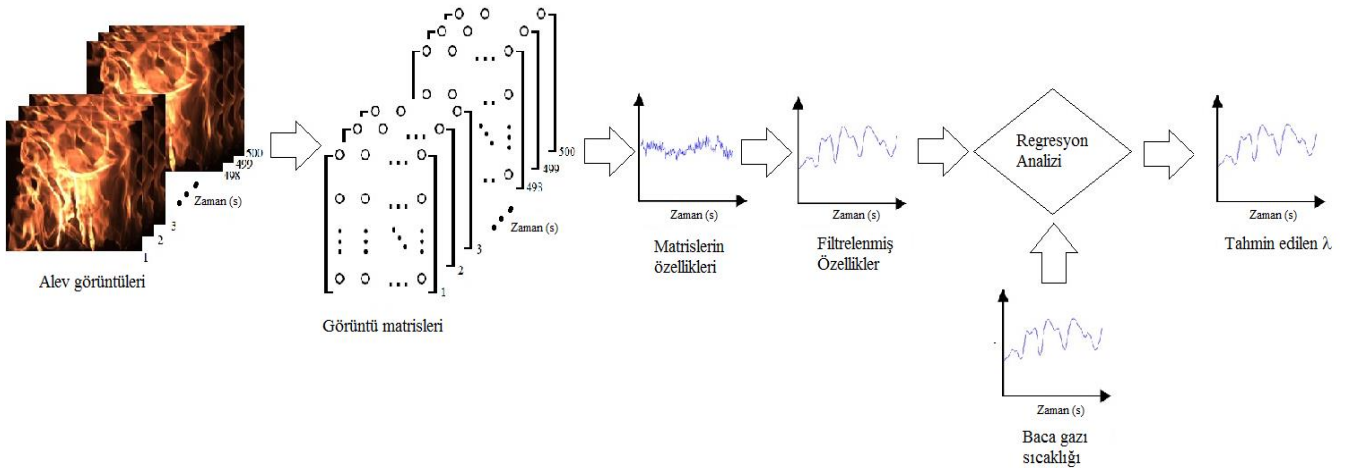 500
499
498
Zaman (s)
3
2
1
Alev görüntüleri
500
499
493
Zaman (s)
3
2
1
Görüntü matrisleri
Zaman (s)
Matrislerin
özellikleri
Zaman (s)
Filtrelenmiş
Özellikler
Regresyon
Analizi
Zaman (s)
Baca gazı
sıcaklığı
Zaman (s)
Tahmin edilen λ